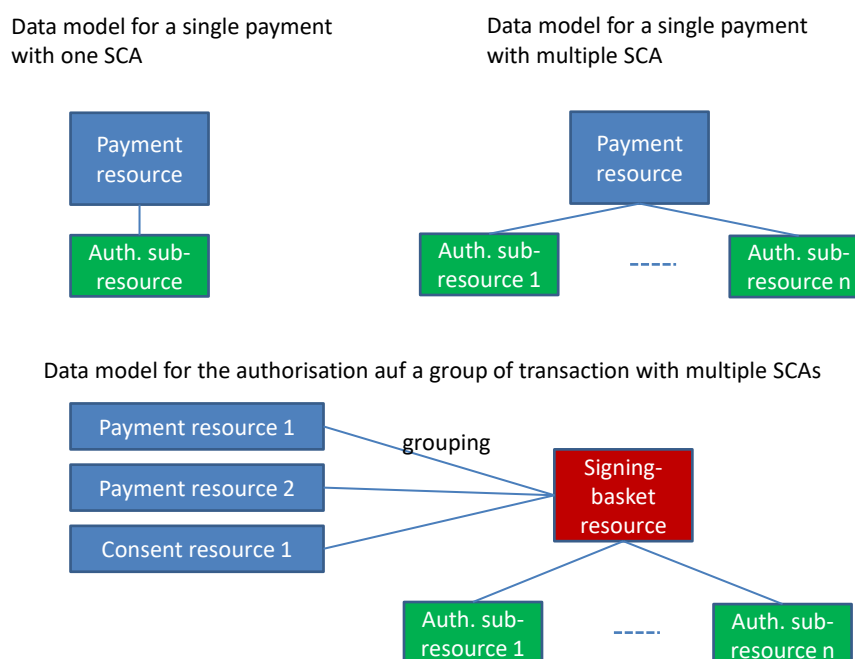 Data model for a single payment
with one SCA
Data model for a single payment
with multiple SCA
Payment
resource
Auth. sub-
resource
Payment
resource
Auth. sub-
resource 1
Auth. sub-
resource n
Data model for the authorisation auf a group of transaction with multiple SCAs
Payment resource 1
grouping
Payment resource 2
Consent resource 1
Signing-
basket
resource
Auth. sub-
resource 1
Auth. sub-
resource n